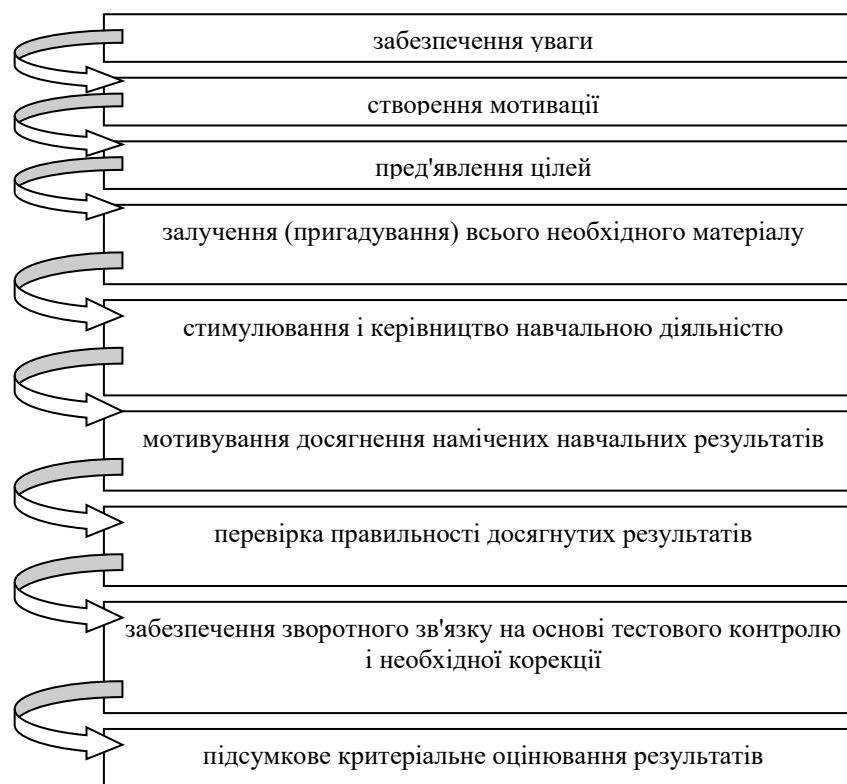 забезпечення уваги
створення мотивації
пред'явлення цілей
залучення (пригадування) всього необхідного матеріалу
стимулювання і керівництво навчальною діяльністю
мотивування досягнення намічених навчальних результатів
перевірка правильності досягнутих результатів
забезпечення зворотного зв'язку на основі тестового контролю
і необхідної корекції
підсумкове критеріальне оцінювання результатів